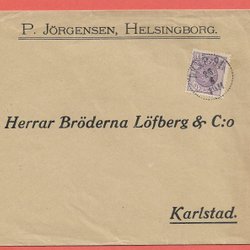 P. Jörgensen, Helsingborg.
Herrar Bröderna Löfberg & C:o
Karlstad.